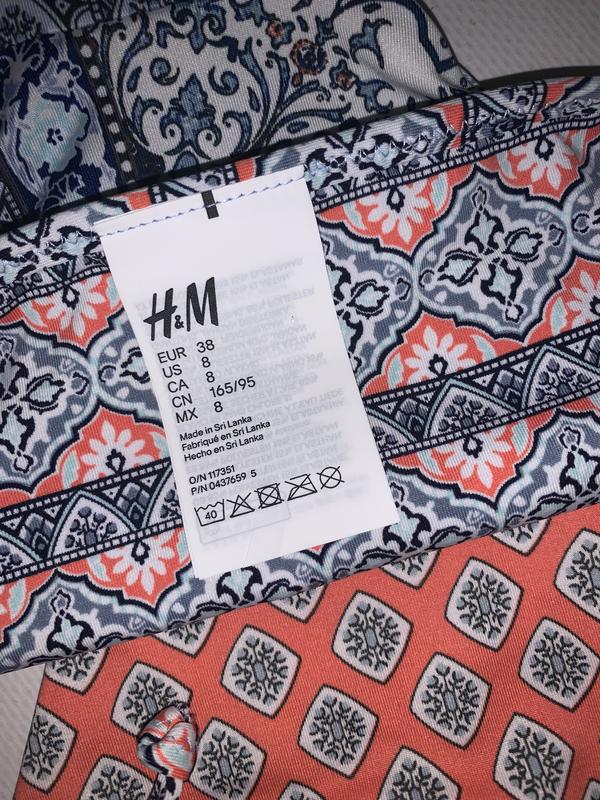 H&M
EUR 38
US 8
CA 8
CN 165/95
MX 8
Made in Sri Lanka
Fabriqué en Sri Lanka
Hecho en Sri Lanka
O/N 117351
P/N 0437659 5
40